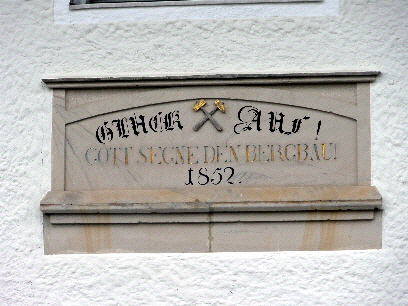 GLÜCK AUF!
GOTT SEGNE DEN BERGBAU!
1852.